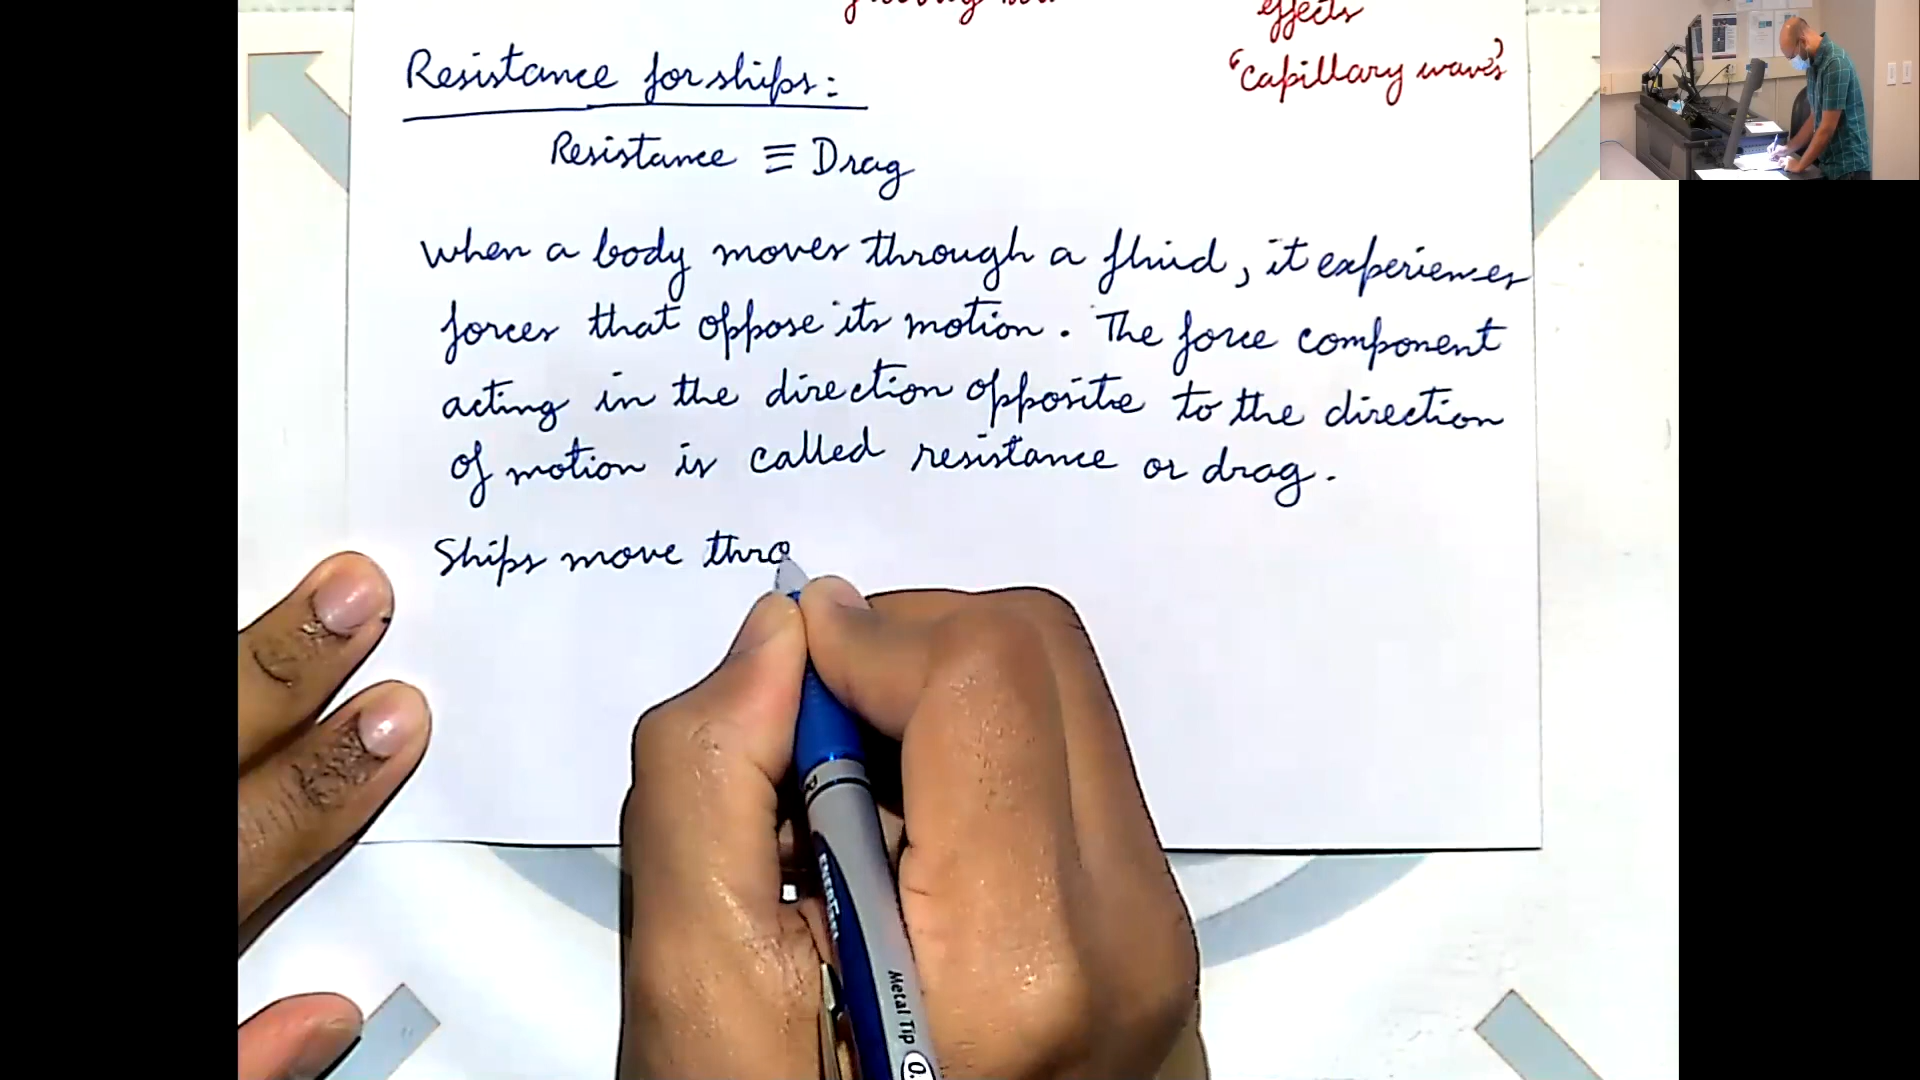 effects
Resistance for ships:
"capillary waves"
Resistance ≡ Drag
When a body moves through a fluid, it experiences
forces that oppose its motion. The force component
acting in the direction opposite to the direction
of motion is called resistance or drag.
Ships move thro
Metal Tip